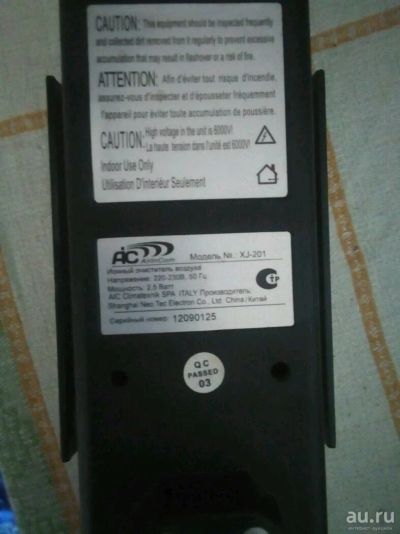 CAUTION: This equipment should be inspected frequently
and collected dirt removed from it regularly to prevent excessive
accumulation that may result in flashover or a risk of fire.
ATTENTION: Afin d'éviter tout risque d'incendie,
assurez-vous d'inspecter et d'épousseter fréquemment
l'appareil pour éviter toute accumulation de poussière.
CAUTION: High voltage in the unit is 6000V!
La haute tension dans l'unité est 6000V!
Indoor Use Only
Utilisation D'intérieur Seulement
AIC
AirInCom
Модель №.: XJ-201
Ионный очиститель воздуха
Напряжение: 220-230В, 50 Гц
Мощность: 2,5 Ватт
AIC Climateknik SPA ITALY Производитель:
Shanghai Neo.Tec Electron Co., Ltd. China / Китай
Серийный номер: 12090125
QC
PASSED
03
au.ru
интернет-аукцион